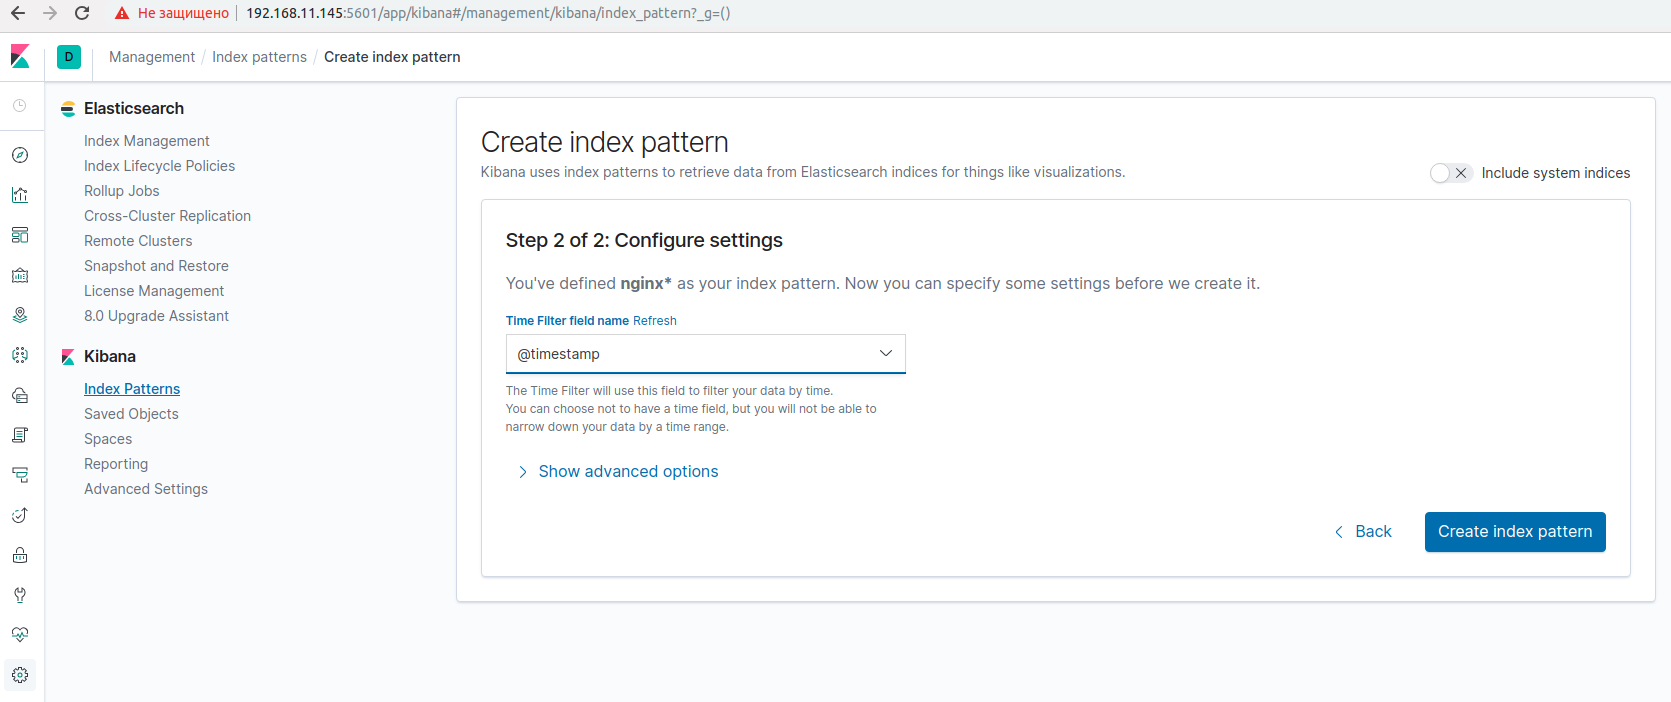 Не защищено 192.168.11.145:5601/app/kibana#/management/kibana/index_pattern?_g=()
D Management / Index patterns / Create index pattern
Elasticsearch
Index Management
Index Lifecycle Policies
Rollup Jobs
Cross-Cluster Replication
Remote Clusters
Snapshot and Restore
License Management
8.0 Upgrade Assistant
Kibana
Index Patterns
Saved Objects
Spaces
Reporting
Advanced Settings
Create index pattern
Kibana uses index patterns to retrieve data from Elasticsearch indices for things like visualizations.
Include system indices
Step 2 of 2: Configure settings
You've defined nginx* as your index pattern. Now you can specify some settings before we create it.
Time Filter field name Refresh
@timestamp
The Time Filter will use this field to filter your data by time.
You can choose not to have a time field, but you will not be able to
narrow down your data by a time range.
Show advanced options
Back
Create index pattern